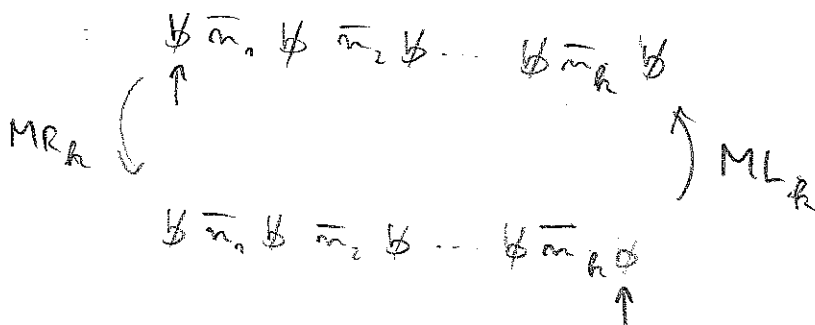 : ␢ n̅₁ ␢ n̅₂ ␢ ... ␢ n̅ₖ ␢
↑
MRₖ MLₖ
␢ n̅₁ ␢ n̅₂ ␢ ... ␢ n̅ₖ ␢
↑